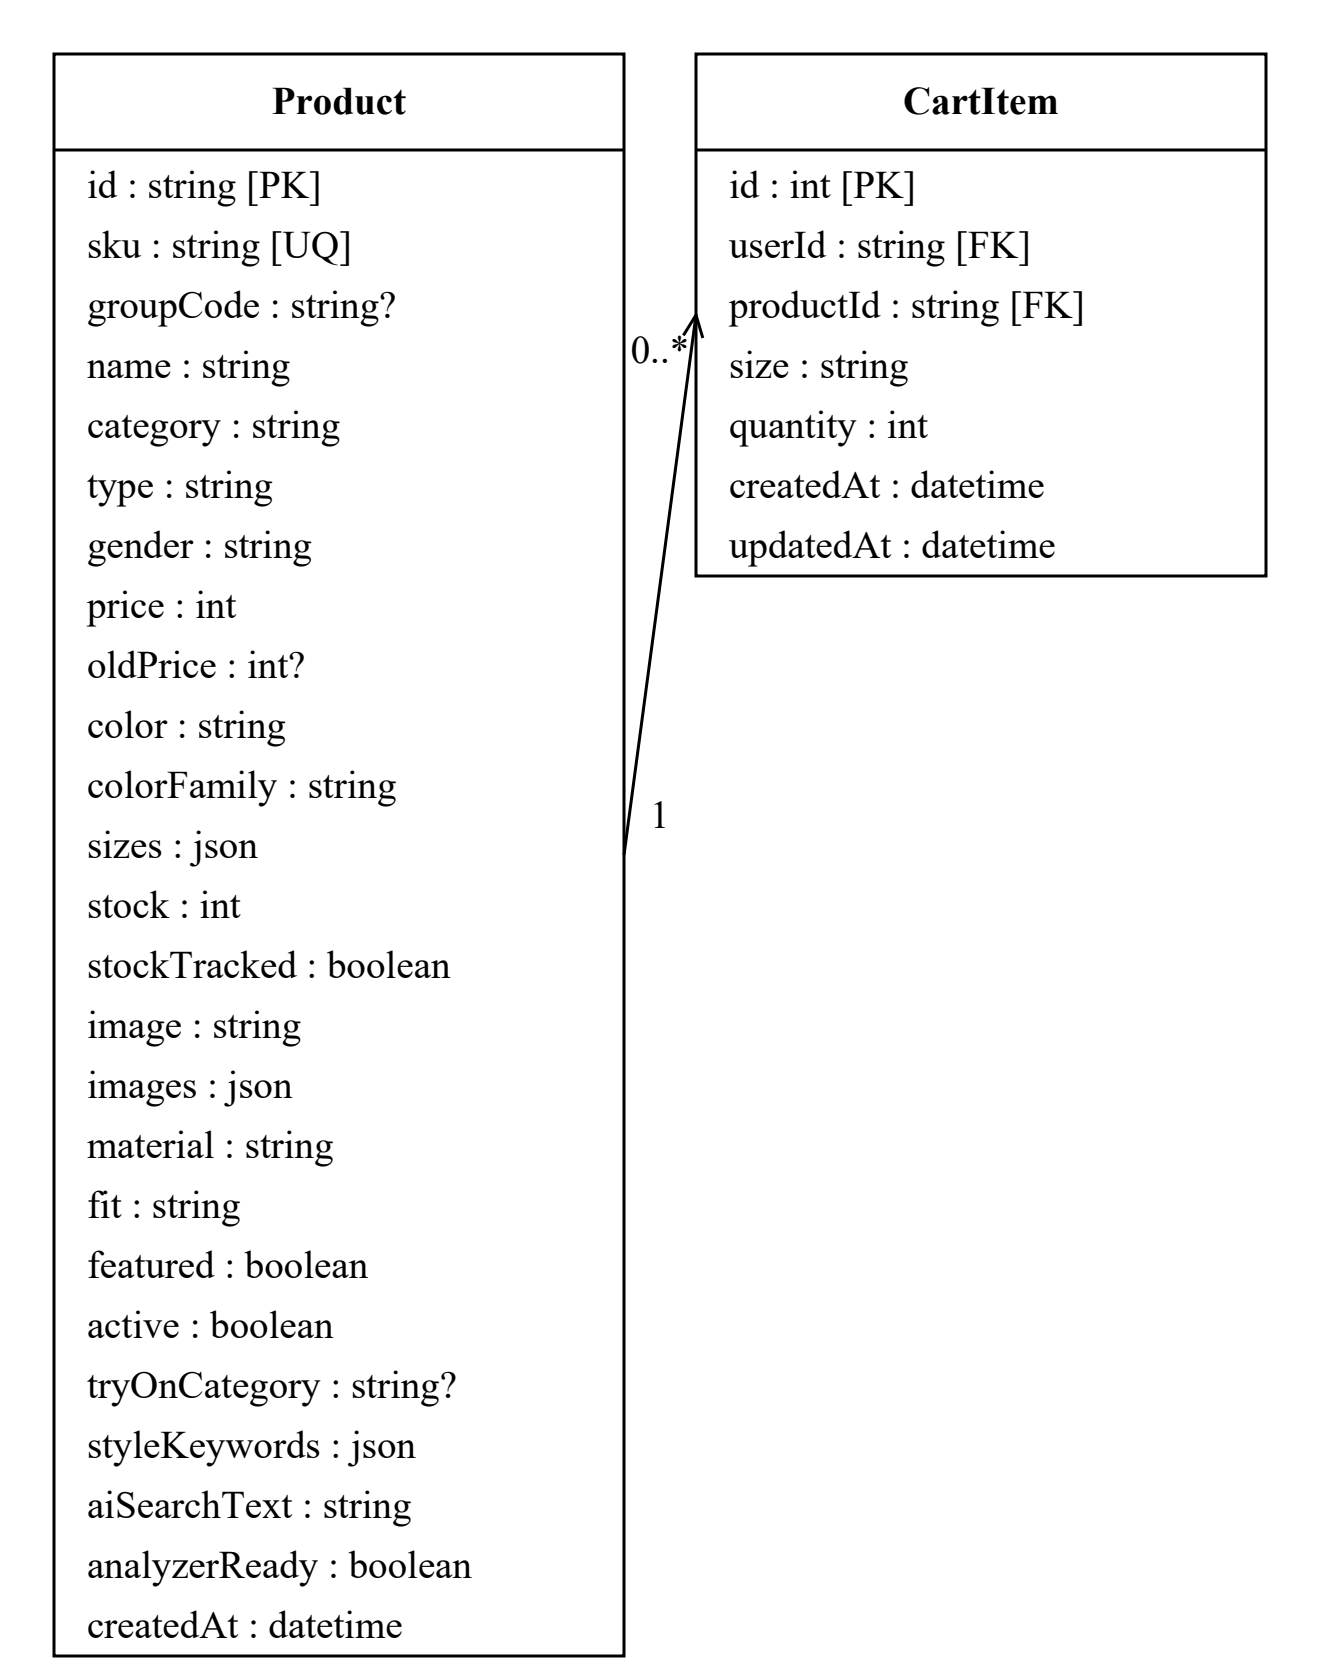 Product
id : string [PK]
sku : string [UQ]
groupCode : string?
name : string
category : string
type : string
gender : string
price : int
oldPrice : int?
color : string
colorFamily : string
sizes : json
stock : int
stockTracked : boolean
image : string
images : json
material : string
fit : string
featured : boolean
active : boolean
tryOnCategory : string?
styleKeywords : json
aiSearchText : string
analyzerReady : boolean
createdAt : datetime
0..*
1
CartItem
id : int [PK]
userId : string [FK]
productId : string [FK]
size : string
quantity : int
createdAt : datetime
updatedAt : datetime